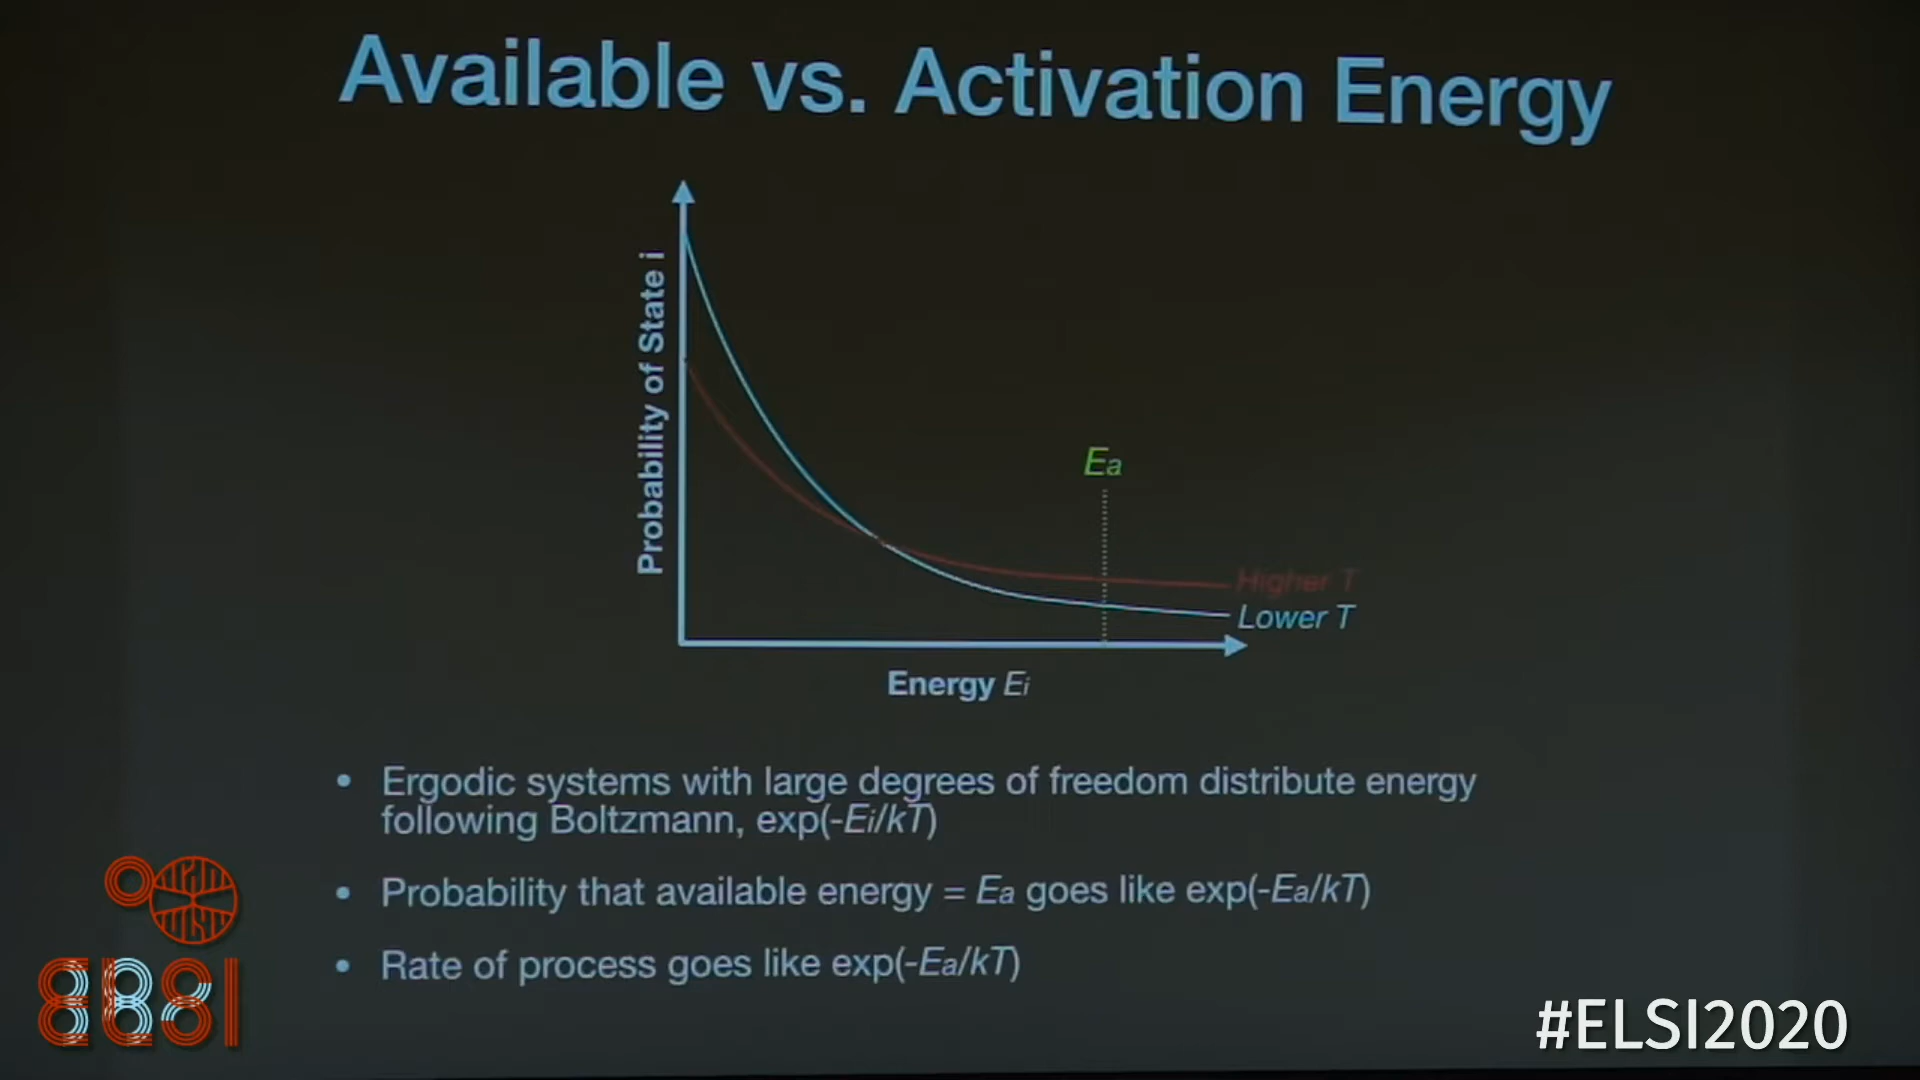 Available vs. Activation Energy
Probability of State i
Ea
Higher T
Lower T
Energy Ei
• Ergodic systems with large degrees of freedom distribute energy
following Boltzmann, exp(-Ei/kT)
• Probability that available energy = Ea goes like exp(-Ea/kT)
• Rate of process goes like exp(-Ea/kT)
ELSI
#ELSI2020